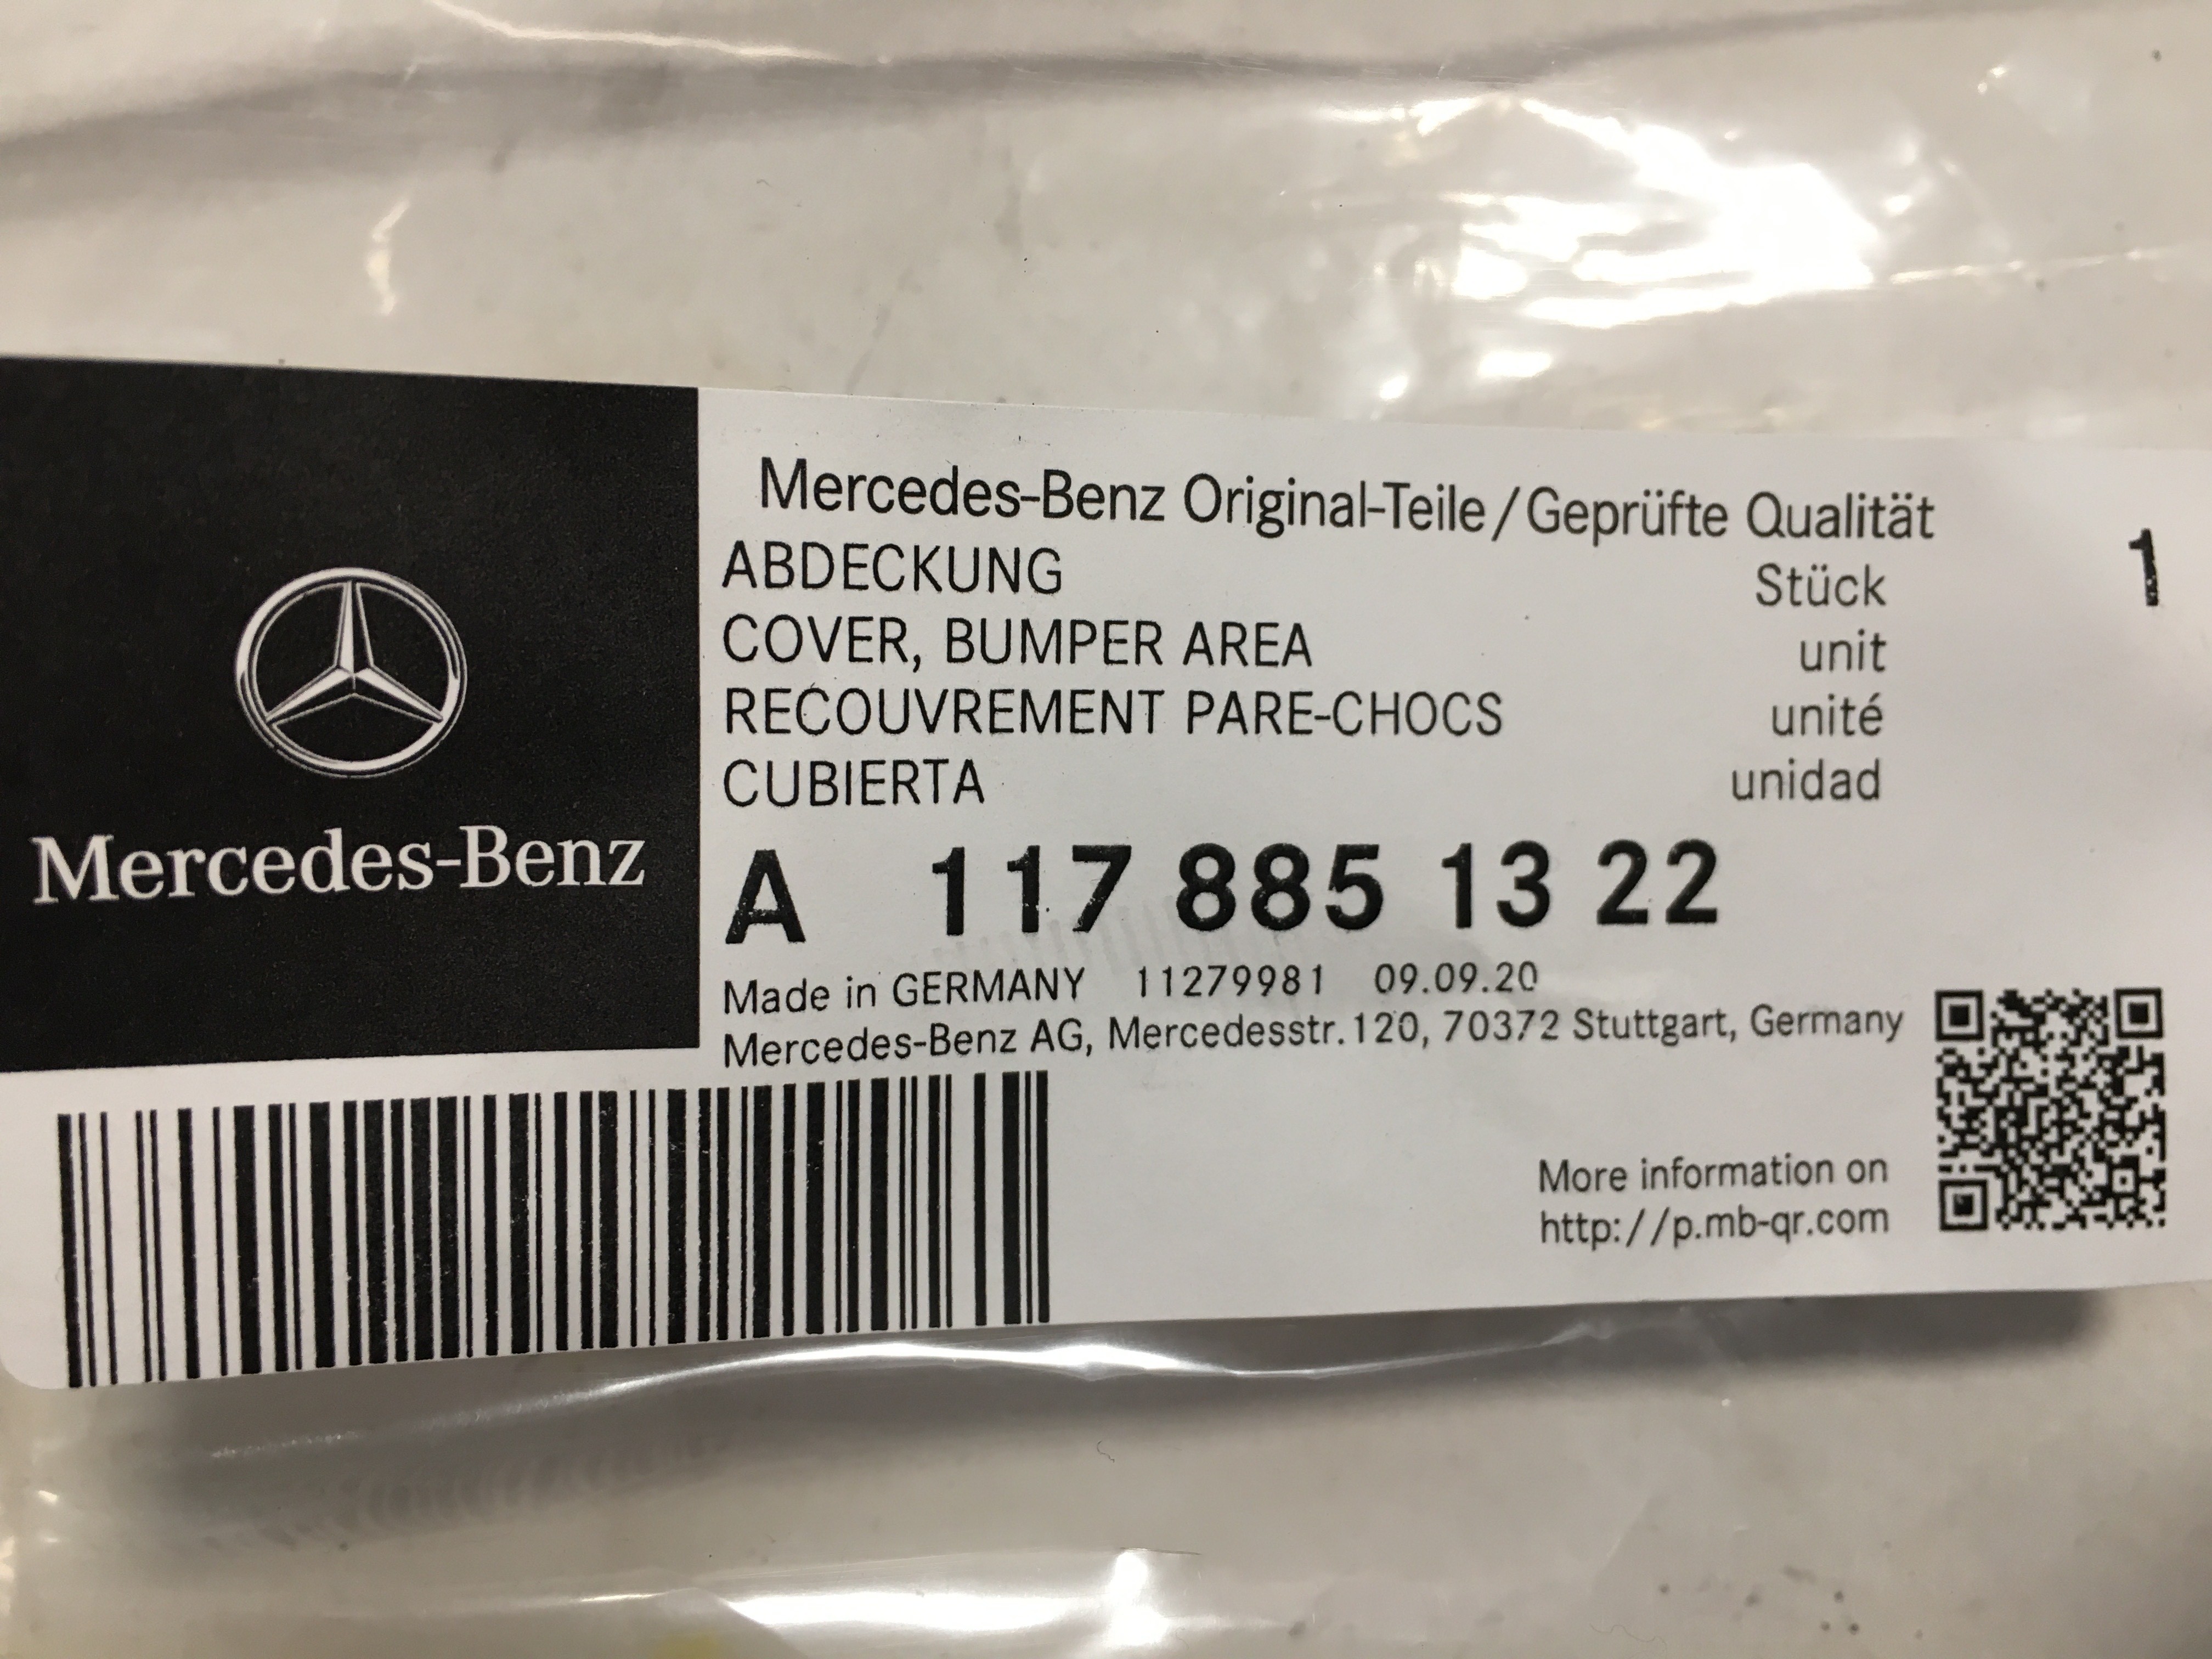 Mercedes-Benz
Mercedes-Benz Original-Teile/Geprüfte Qualität
ABDECKUNG Stück 1
COVER, BUMPER AREA unit
RECOUVREMENT PARE-CHOCS unité
CUBIERTA unidad
A 117 885 13 22
Made in GERMANY 11279981 09.09.20
Mercedes-Benz AG, Mercedesstr.120, 70372 Stuttgart, Germany
More information on
http://p.mb-qr.com